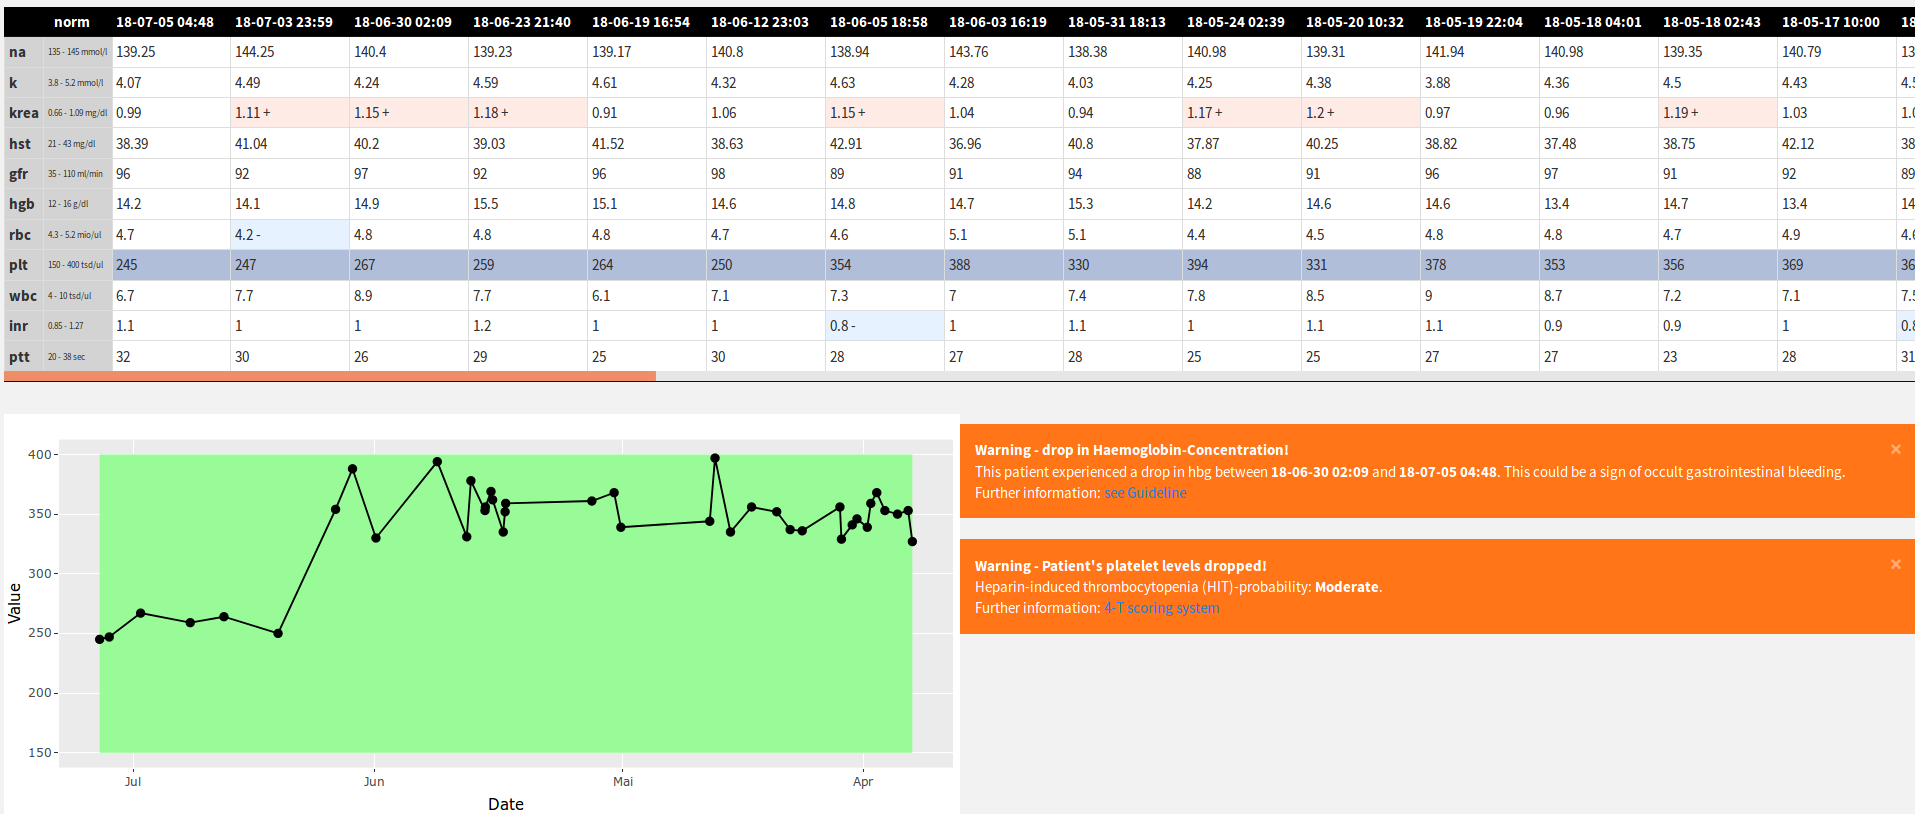 norm 18-07-05 04:48 18-07-03 23:59 18-06-30 02:09 18-06-23 21:40 18-06-19 16:54 18-06-12 23:03 18-06-05 18:58 18-06-03 16:19 18-05-31 18:13 18-05-24 02:39 18-05-20 10:32 18-05-19 22:04 18-05-18 04:01 18-05-18 02:43 18-05-17 10:00
na 135 - 145 mmol/l 139.25 144.25 140.4 139.23 139.17 140.8 138.94 143.76 138.38 140.98 139.31 141.94 140.98 139.35 140.79
k 3.8 - 5.2 mmol/l 4.07 4.49 4.24 4.59 4.61 4.32 4.63 4.28 4.03 4.25 4.38 3.88 4.36 4.5 4.43
krea 0.66 - 1.09 mg/dl 0.99 1.11 + 1.15 + 1.18 + 0.91 1.06 1.15 + 1.04 0.94 1.17 + 1.2 + 0.97 0.96 1.19 + 1.03
hst 21 - 43 mg/dl 38.39 41.04 40.2 39.03 41.52 38.63 42.91 36.96 40.8 37.87 40.25 38.82 37.48 38.75 42.12
gfr 35 - 110 ml/min 96 92 97 92 96 98 89 91 94 88 91 96 97 91 92 89
hgb 12 - 16 g/dl 14.2 14.1 14.9 15.5 15.1 14.6 14.8 14.7 15.3 14.2 14.6 14.6 13.4 14.7 13.4
rbc 4.3 - 5.2 mio/ul 4.7 4.2 - 4.8 4.8 4.8 4.7 4.6 5.1 5.1 4.4 4.5 4.8 4.8 4.7 4.9
plt 150 - 400 tsd/ul 245 247 267 259 264 250 354 388 330 394 331 378 353 356 369
wbc 4 - 10 tsd/ul 6.7 7.7 8.9 7.7 6.1 7.1 7.3 7 7.4 7.8 8.5 9 8.7 7.2 7.1
inr 0.85 - 1.27 1.1 1 1 1.2 1 1 0.8 - 1 1.1 1 1.1 1.1 0.9 0.9 1
ptt 20 - 38 sec 32 30 26 29 25 30 28 27 28 25 25 27 27 23 28 31
400
350
300
250
200
150
Value
Jul Jun Mai Apr
Date
Warning - drop in Haemoglobin-Concentration! ×
This patient experienced a drop in hbg between 18-06-30 02:09 and 18-07-05 04:48. This could be a sign of occult gastrointestinal bleeding.
Further information: see Guideline
Warning - Patient's platelet levels dropped! ×
Heparin-induced thrombocytopenia (HIT)-probability: Moderate.
Further information: 4-T scoring system